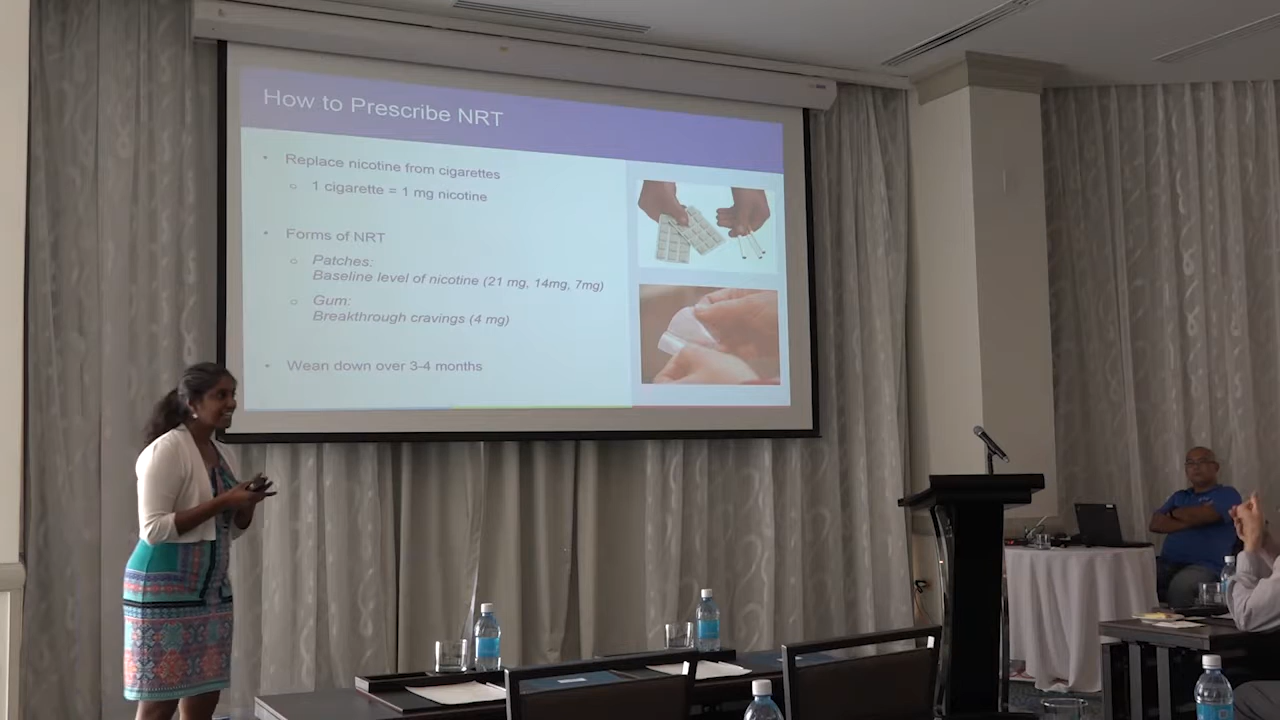 How to Prescribe NRT
• Replace nicotine from cigarettes
○ 1 cigarette = 1 mg nicotine
• Forms of NRT
○ Patches:
Baseline level of nicotine (21 mg, 14mg, 7mg)
○ Gum:
Breakthrough cravings (4 mg)
• Wean down over 3-4 months